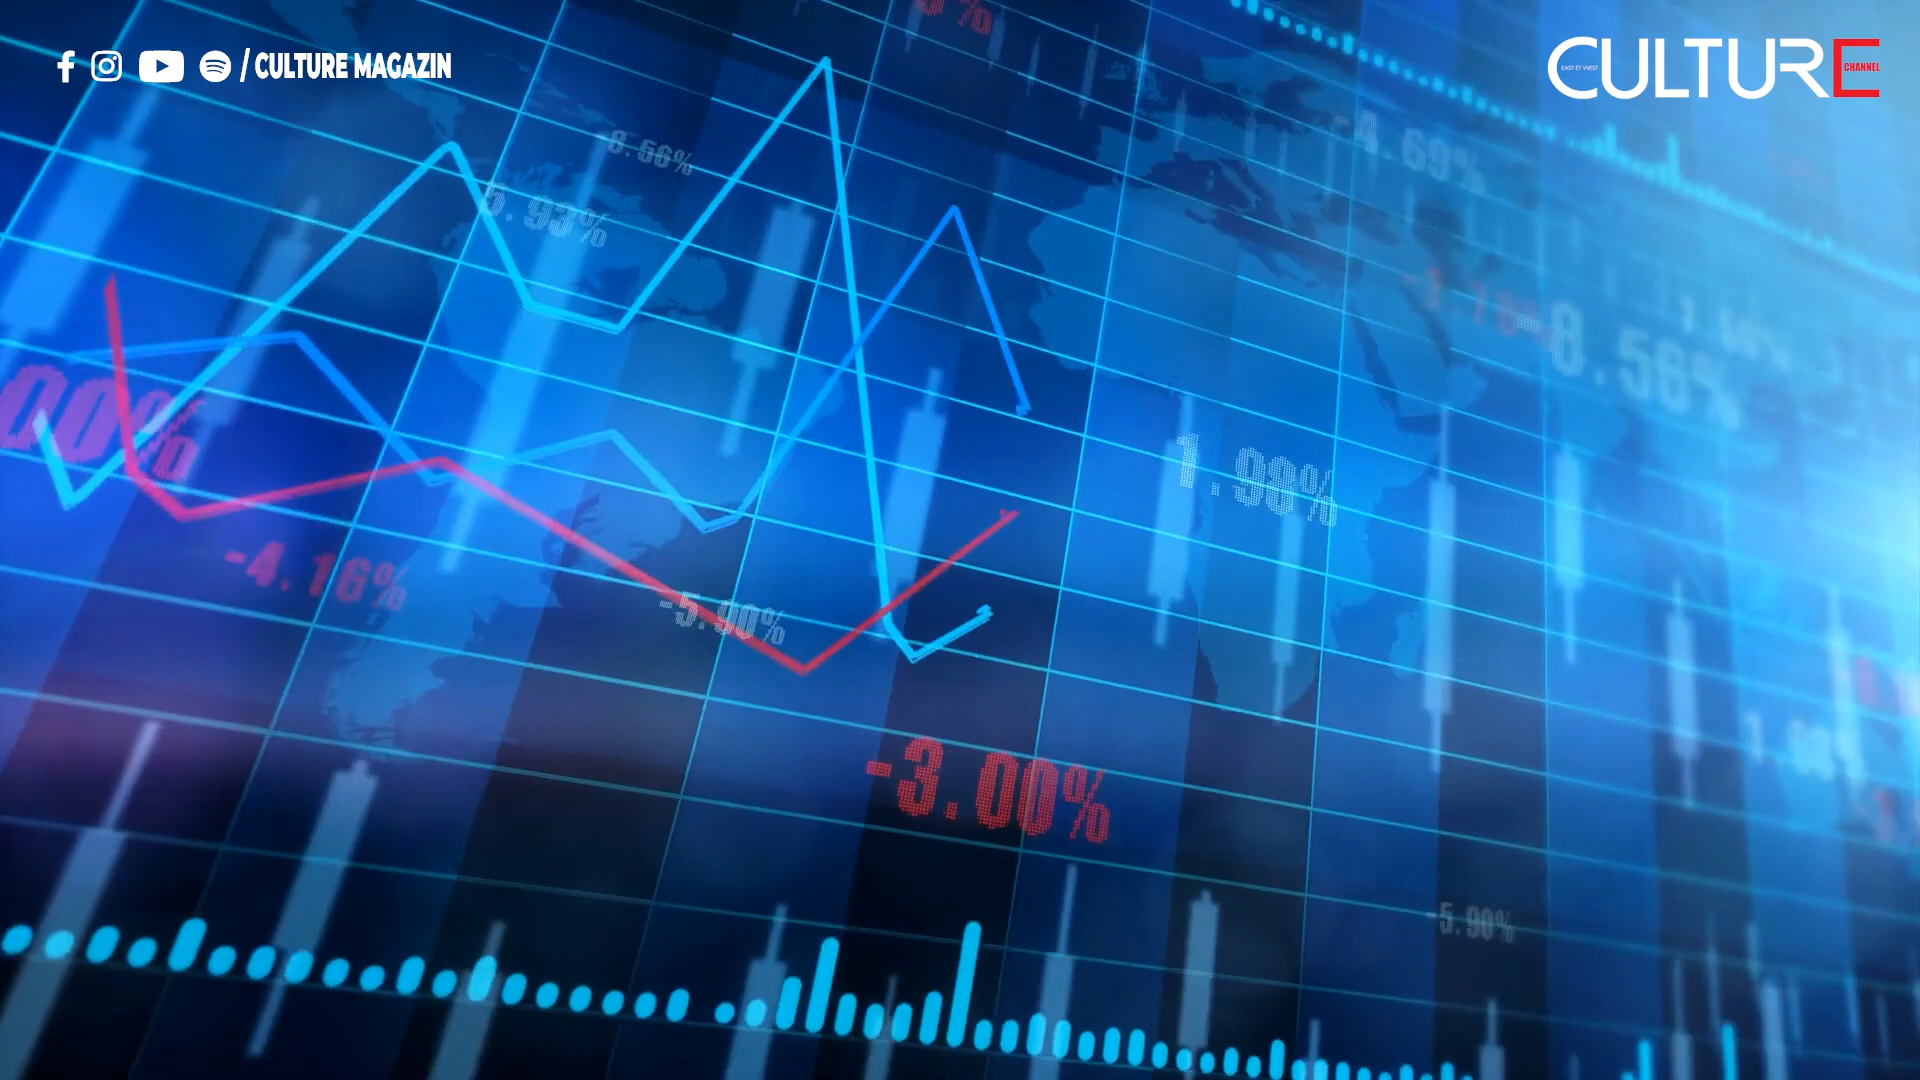 / CULTURE MAGAZIN
CULTURE
EAST ET WEST
CHANNEL
%
-8.56%
5.93%
-4.69%
-8.56%
00%
1.98%
-4.16%
-5.90%
-3.00%
-5.90%